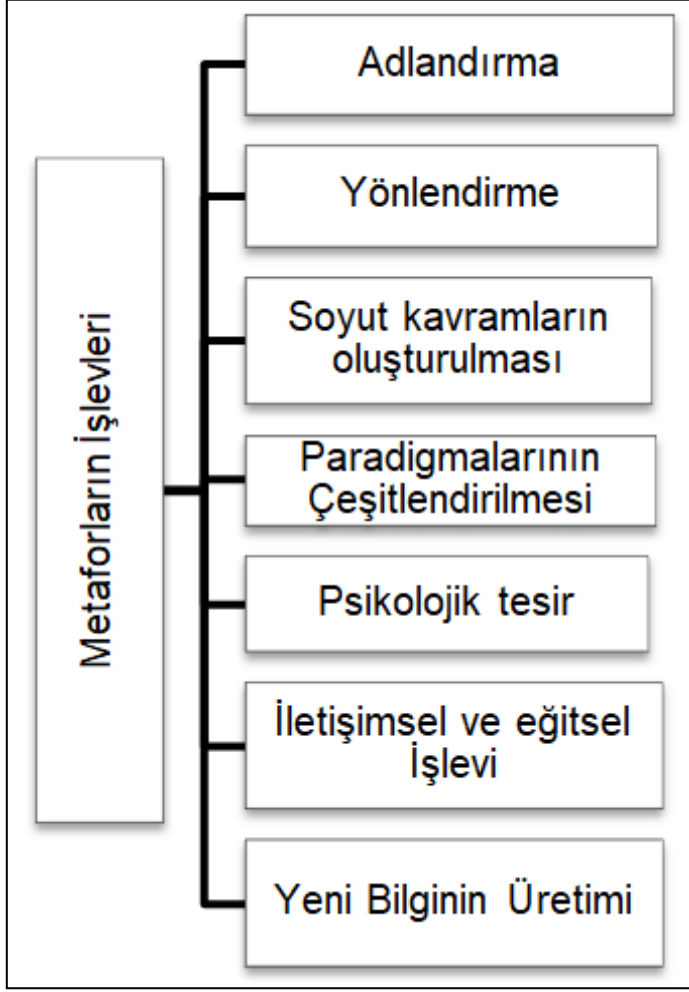 Metaforların İşlevleri
Adlandırma
Yönlendirme
Soyut kavramların
oluşturulması
Paradigmalarının
Çeşitlendirilmesi
Psikolojik tesir
İletişimsel ve eğitsel
İşlevi
Yeni Bilginin Üretimi